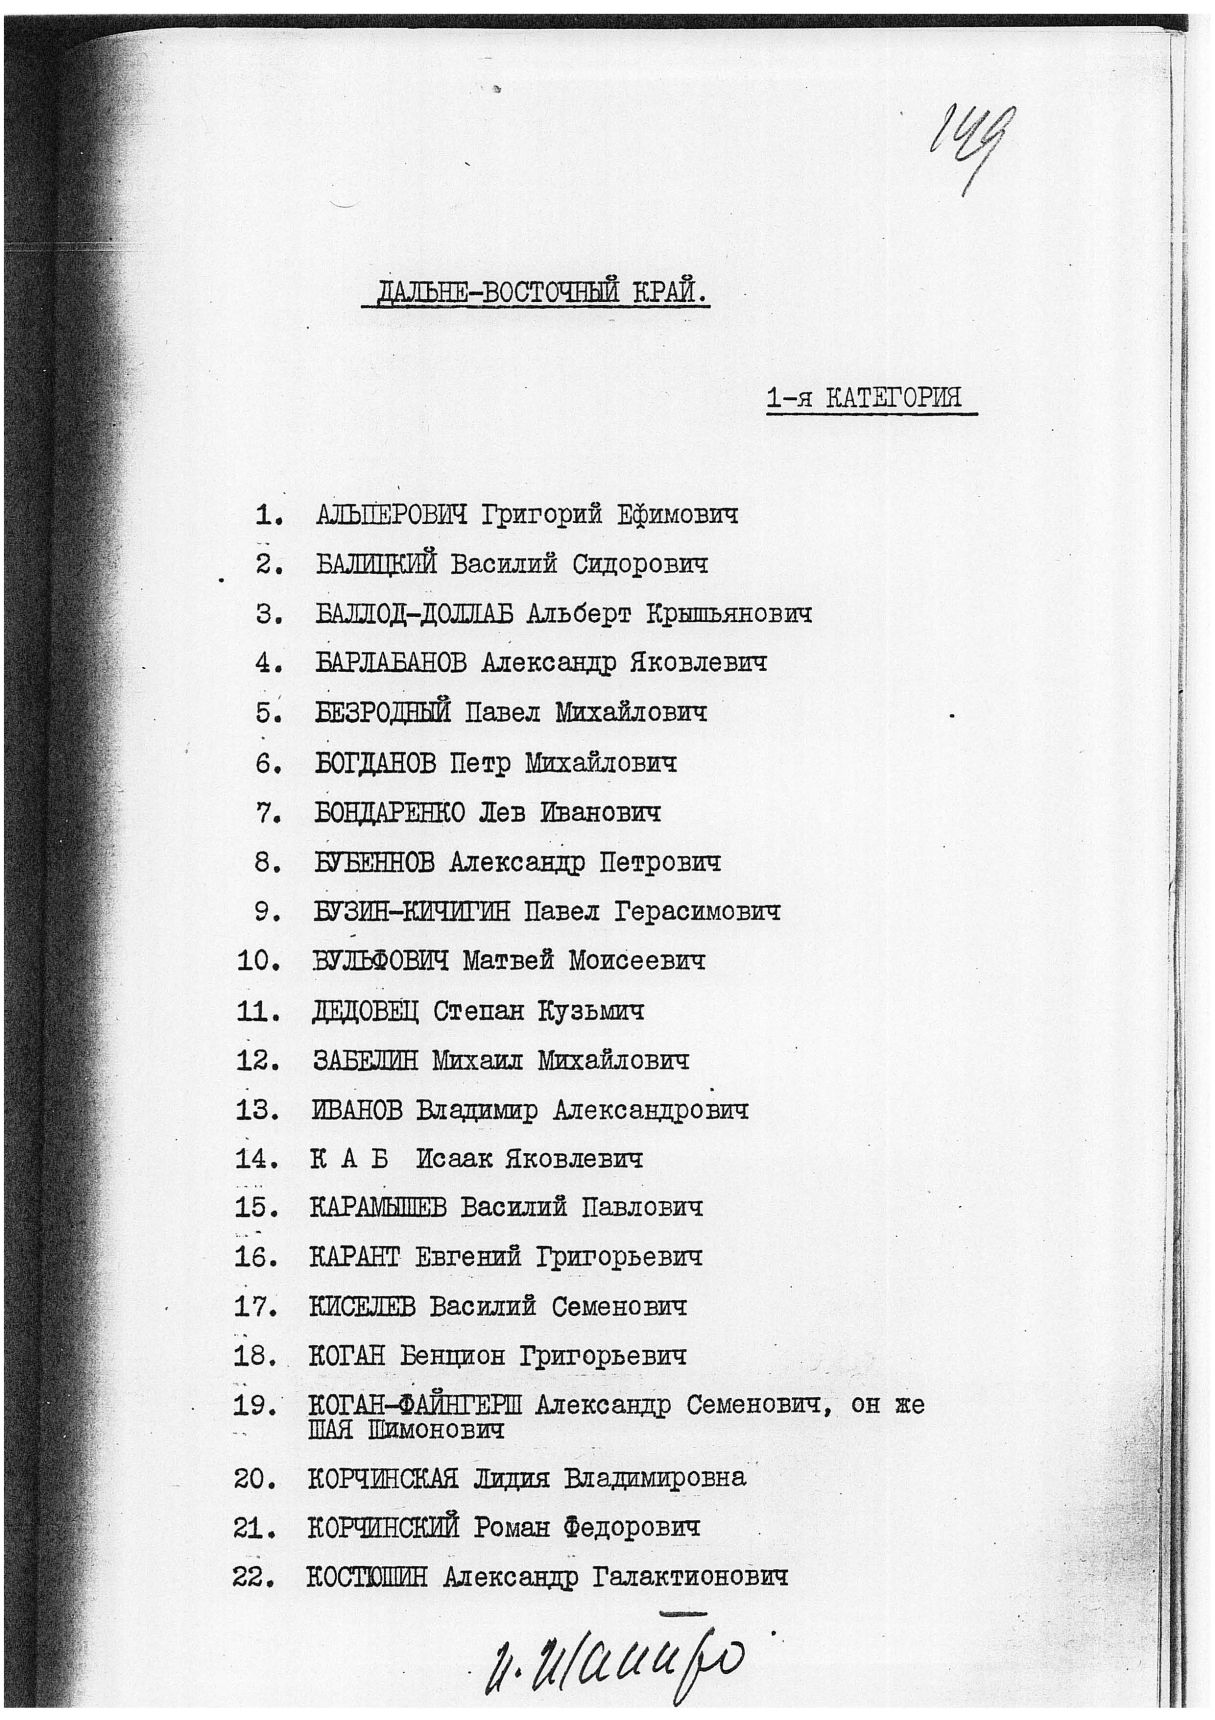 149
ДАЛЬНЕ-ВОСТОЧНЫЙ КРАЙ.
1-я КАТЕГОРИЯ
1. АЛЬПЕРОВИЧ Григорий Ефимович
2. БАЛИЦКИЙ Василий Сидорович
3. БАЛЛОД-ДОЛЛАБ Альберт Крышьянович
4. БАРЛАБАНОВ Александр Яковлевич
5. БЕЗРОДНЫЙ Павел Михайлович
6. БОГДАНОВ Петр Михайлович
7. БОНДАРЕНКО Лев Иванович
8. БУБЕННОВ Александр Петрович
9. БУЗИН-КИЧИГИН Павел Герасимович
10. ВУЛЬФОВИЧ Матвей Моисеевич
11. ДЕДОВЕЦ Степан Кузьмич
12. ЗАБЕЛИН Михаил Михайлович
13. ИВАНОВ Владимир Александрович
14. К А Б Исаак Яковлевич
15. КАРАМЫШЕВ Василий Павлович
16. КАРАНТ Евгений Григорьевич
17. КИСЕЛЕВ Василий Семенович
18. КОГАН Бенцион Григорьевич
19. КОГАН-ФАЙНГЕРШ Александр Семенович, он же
ШАЯ Шимонович
20. КОРЧИНСКАЯ Лидия Владимировна
21. КОРЧИНСКИЙ Роман Федорович
22. КОСТЮШИН Александр Галактионович
И. Шапиро